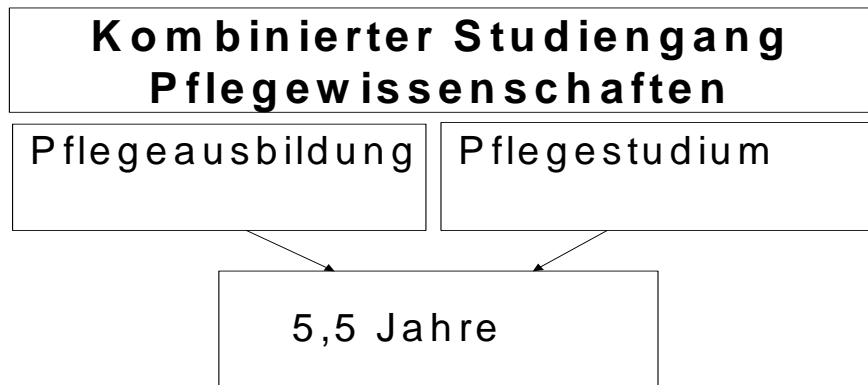 Kombinierter Studiengang
Pflegewissenschaften
Pflegeausbildung
Pflegestudium
5,5 Jahre